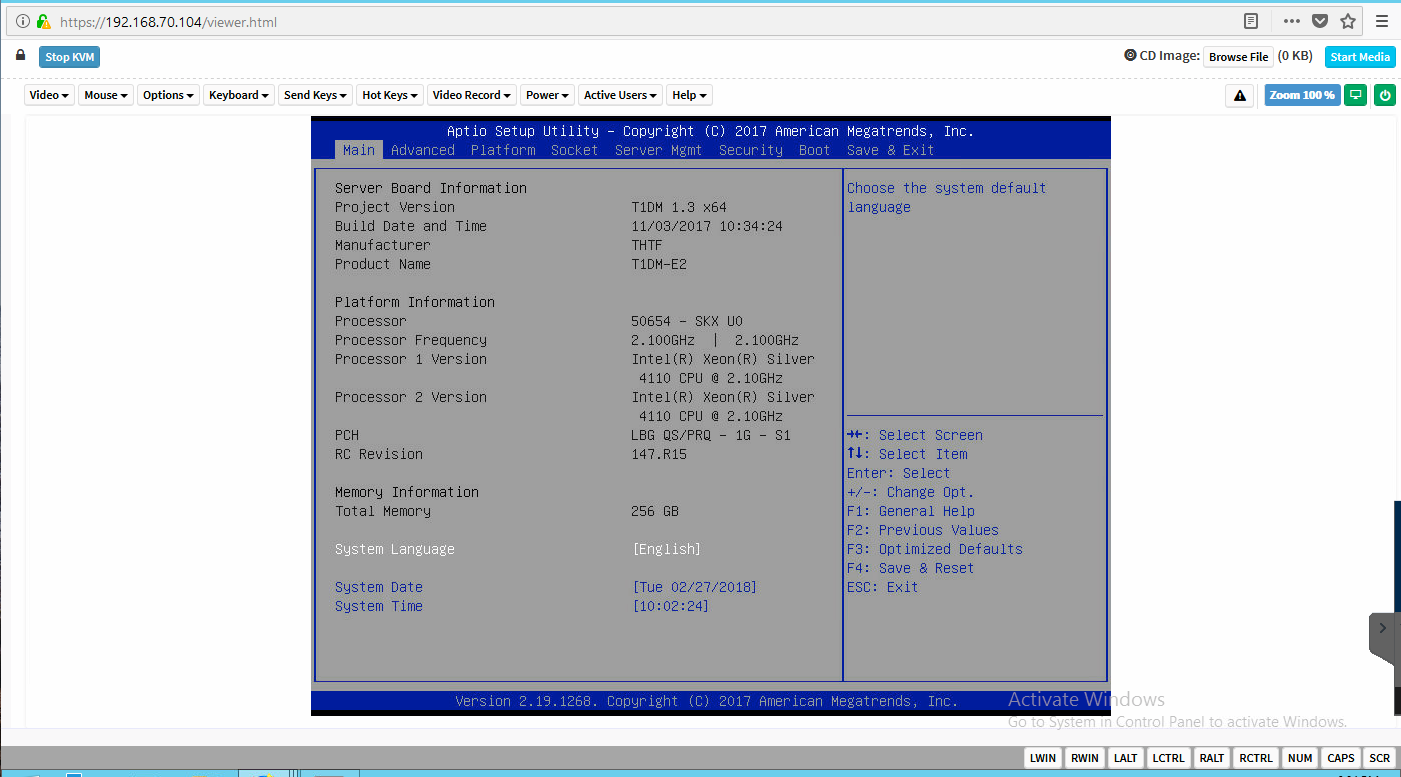 https://192.168.70.104/viewer.html
Stop KVM
CD Image: Browse File (0 KB) Start Media
Video Mouse Options Keyboard Send Keys Hot Keys Video Record Power Active Users Help
Zoom 100 %
Aptio Setup Utility - Copyright (C) 2017 American Megatrends, Inc.
Main Advanced Platform Socket Server Mgmt Security Boot Save & Exit
Server Board Information
Project Version T1DM 1.3 x64
Build Date and Time 11/03/2017 10:34:24
Manufacturer THTF
Product Name T1DM-E2
Platform Information
Processor 50654 - SKX U0
Processor Frequency 2.100GHz | 2.100GHz
Processor 1 Version Intel(R) Xeon(R) Silver
4110 CPU @ 2.10GHz
Processor 2 Version Intel(R) Xeon(R) Silver
4110 CPU @ 2.10GHz
PCH LBG QS/PRQ - 1G - S1
RC Revision 147.R15
Memory Information
Total Memory 256 GB
System Language [English]
System Date [Tue 02/27/2018]
System Time [10:02:24]
Choose the system default
language
→←: Select Screen
↑↓: Select Item
Enter: Select
+/-: Change Opt.
F1: General Help
F2: Previous Values
F3: Optimized Defaults
F4: Save & Reset
ESC: Exit
Version 2.19.1268. Copyright (C) 2017 American Megatrends, Inc.
Activate Windows
Go to System in Control Panel to activate Windows.
LWIN RWIN LALT LCTRL RALT RCTRL NUM CAPS SCR